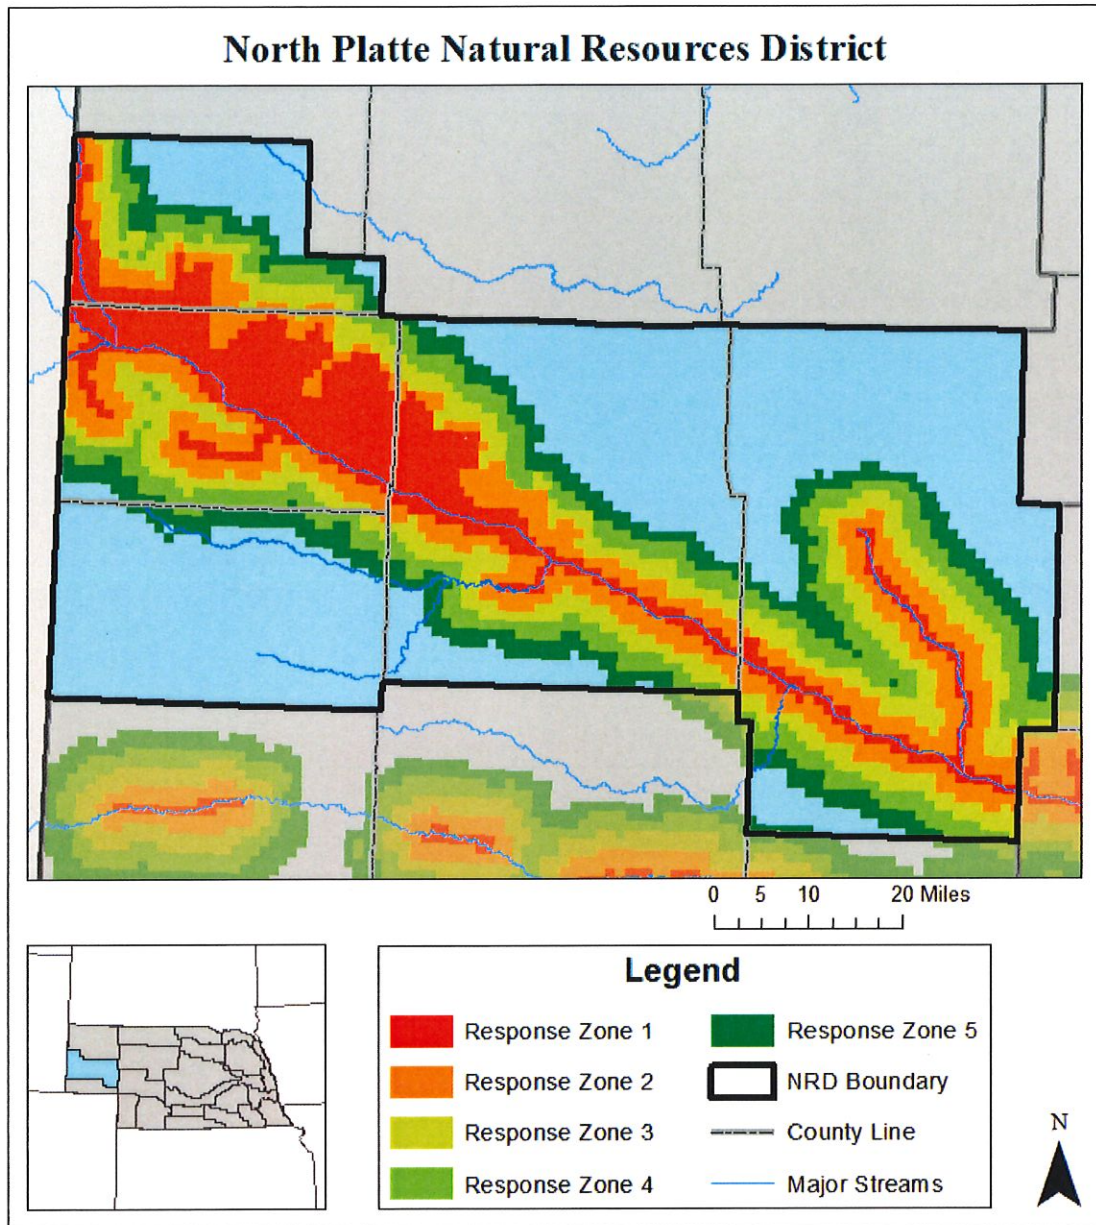 North Platte Natural Resources District
0 5 10 20 Miles
Legend
Response Zone 1
Response Zone 2
Response Zone 3
Response Zone 4
Response Zone 5
NRD Boundary
County Line
Major Streams
N